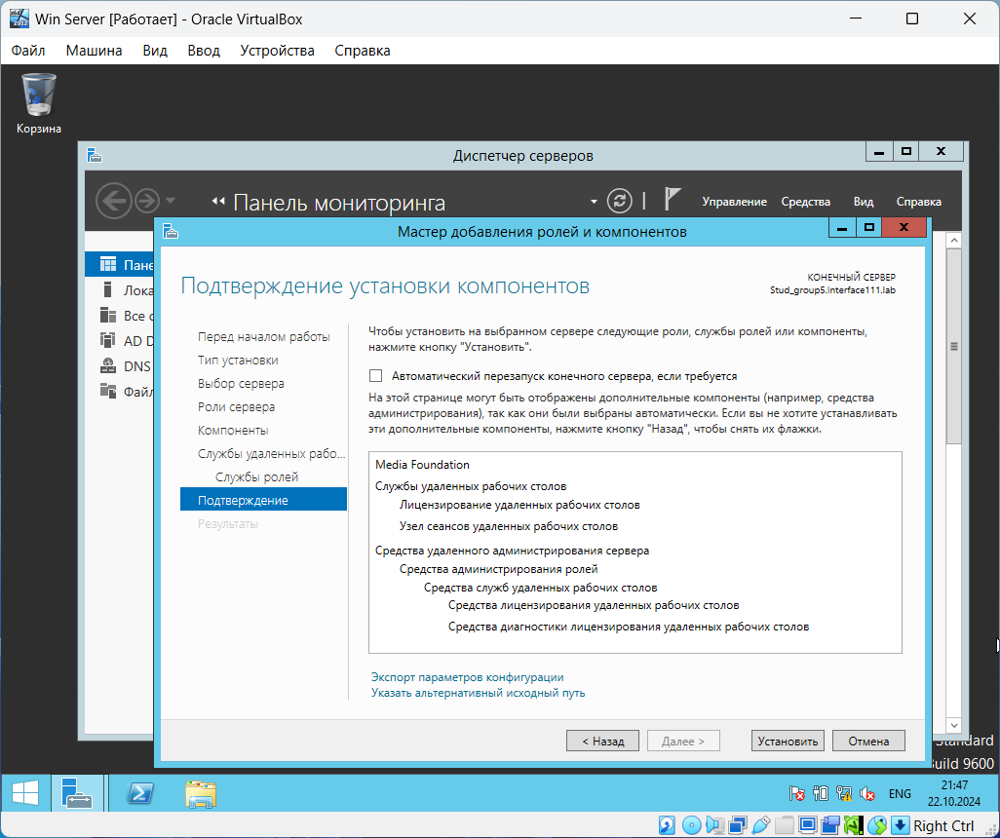 Win Server [Работает] - Oracle VirtualBox
Файл Машина Вид Ввод Устройства Справка
Корзина
Диспетчер серверов
Панель мониторинга
Управление Средства Вид Справка
Мастер добавления ролей и компонентов
Пане
Лока
Все с
AD D
DNS
Файл
Подтверждение установки компонентов
КОНЕЧНЫЙ СЕРВЕР
Stud_group5.Interface111.lab
Перед началом работы
Тип установки
Выбор сервера
Роли сервера
Компоненты
Службы удаленных рабо...
Службы ролей
Подтверждение
Результаты
Чтобы установить на выбранном сервере следующие роли, службы ролей или компоненты,
нажмите кнопку "Установить".
Автоматический перезапуск конечного сервера, если требуется
На этой странице могут быть отображены дополнительные компоненты (например, средства
администрирования), так как они были выбраны автоматически. Если вы не хотите устанавливать
эти дополнительные компоненты, нажмите кнопку "Назад", чтобы снять их флажки.
Media Foundation
Службы удаленных рабочих столов
Лицензирование удаленных рабочих столов
Узел сеансов удаленных рабочих столов
Средства удаленного администрирования сервера
Средства администрирования ролей
Средства служб удаленных рабочих столов
Средства лицензирования удаленных рабочих столов
Средства диагностики лицензирования удаленных рабочих столов
Экспорт параметров конфигурации
Указать альтернативный исходный путь
< Назад Далее > Установить Отмена
Standard
Build 9600
ENG
21:47
22.10.2024
Right Ctrl